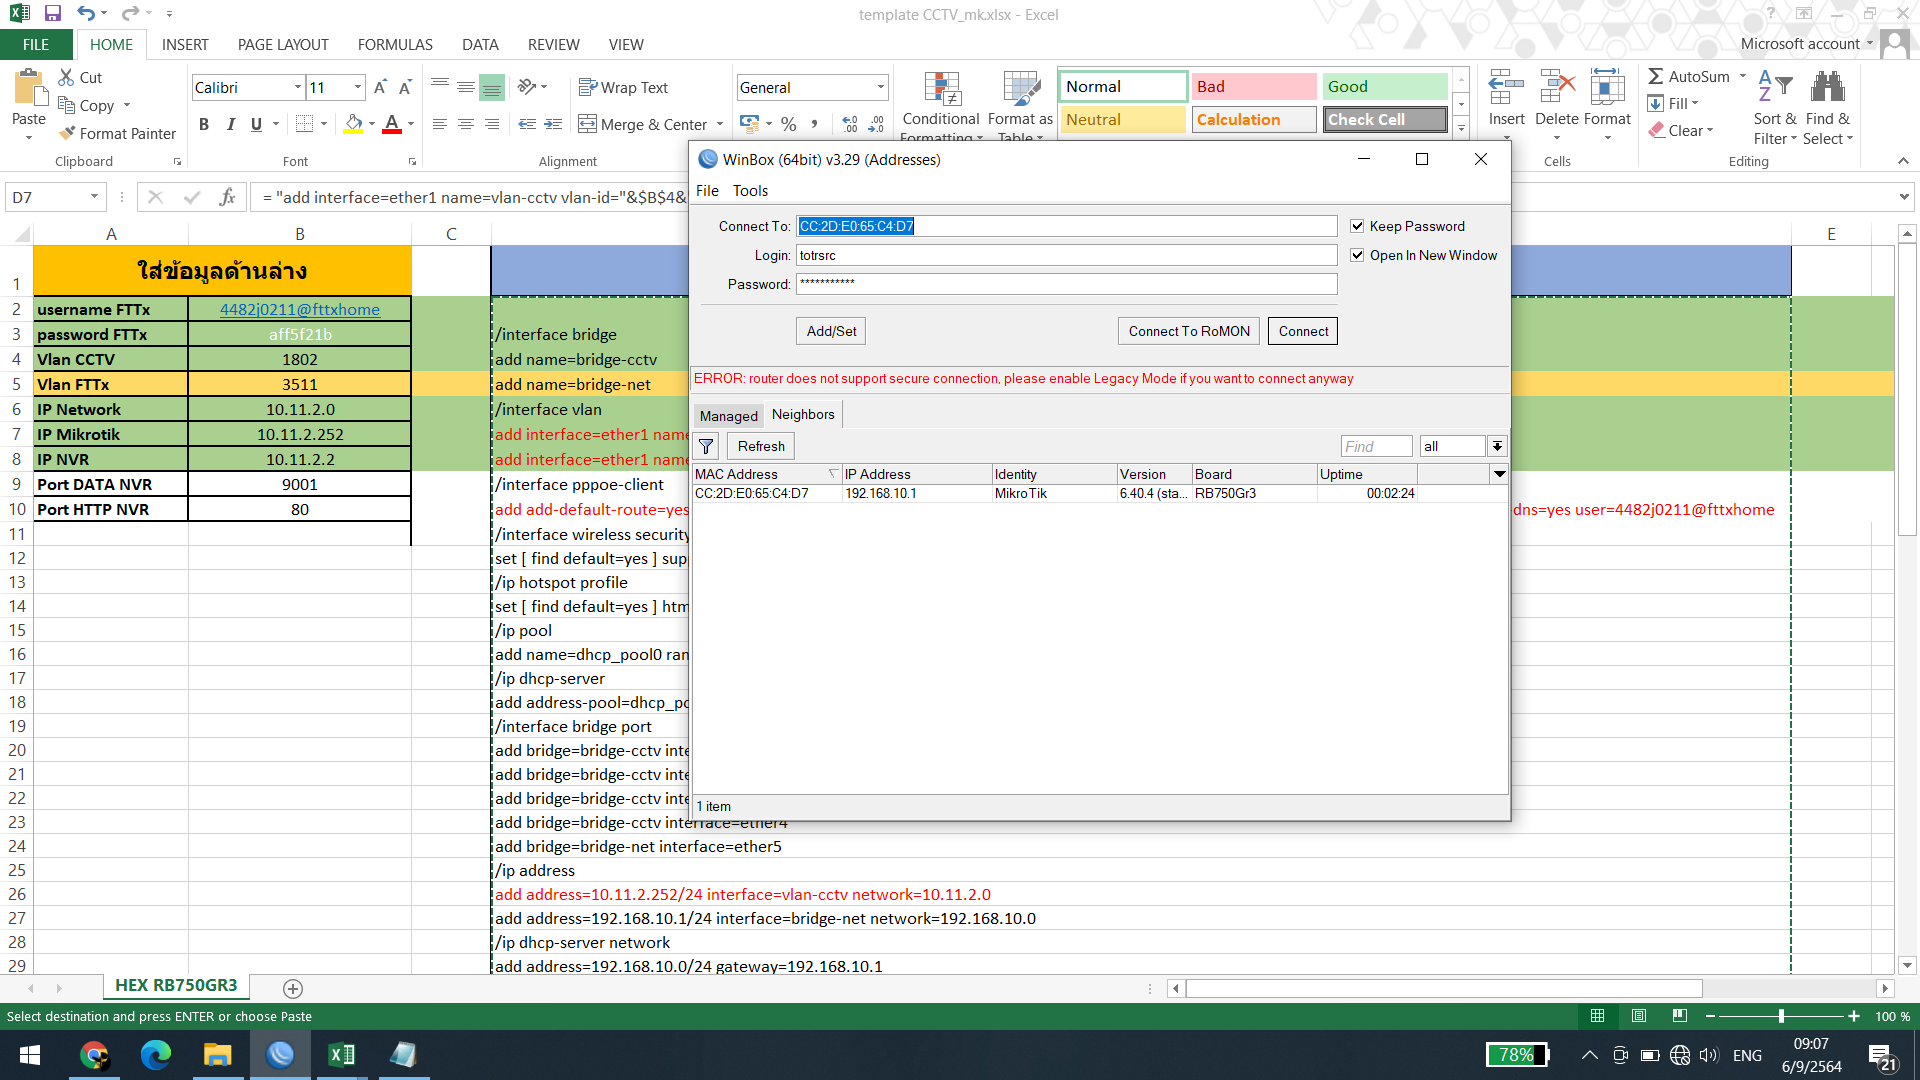 template CCTV_mk.xlsx - Excel
FILE HOME INSERT PAGE LAYOUT FORMULAS DATA REVIEW VIEW
Microsoft account
Paste
Cut
Copy
Format Painter
Clipboard
Calibri 11
B I U
Font
Wrap Text
Merge & Center
Alignment
General
Conditional Formatting
Format as Table
Normal Bad Good
Neutral Calculation Check Cell
Insert Delete Format
Cells
AutoSum
Fill
Clear
Sort & Filter
Find & Select
Editing
D7
= "add interface=ether1 name=vlan-cctv vlan-id="&$B$4&
A B C E
1 ใส่ข้อมูลด้านล่าง
2 username FTTx 4482j0211@fttxhome
3 password FTTx aff5f21b /interface bridge
4 Vlan CCTV 1802 add name=bridge-cctv
5 Vlan FTTx 3511 add name=bridge-net
6 IP Network 10.11.2.0 /interface vlan
7 IP Mikrotik 10.11.2.252 add interface=ether1
8 IP NVR 10.11.2.2 add interface=ether1
9 Port DATA NVR 9001 /interface pppoe-client
10 Port HTTP NVR 80 add add-default-route=yes dns=yes user=4482j0211@fttxhome
11 /interface wireless security
12 set [ find default=yes ]
13 /ip hotspot profile
14 set [ find default=yes ]
15 /ip pool
16 add name=dhcp_pool0
17 /ip dhcp-server
18 add
19 /interface bridge port
20 add bridge=bridge-cctv
21 add bridge=bridge-cctv
22 add bridge=bridge-cctv
23 add bridge=bridge-cctv interface=ether4
24 add bridge=bridge-net interface=ether5
25 /ip address
26 add address=10.11.2.252/24 interface=vlan-cctv network=10.11.2.0
27 add address=192.168.10.1/24 interface=bridge-net network=192.168.10.0
28 /ip dhcp-server network
29 add address=192.168.10.0/24 gateway=192.168.10.1
WinBox (64bit) v3.29 (Addresses)
File Tools
Connect To: CC:2D:E0:65:C4:D7 Keep Password
Login: totrsrc Open In New Window
Password: ***********
Add/Set Connect To RoMON Connect
ERROR: router does not support secure connection, please enable Legacy Mode if you want to connect anyway
Managed Neighbors
Refresh Find all
MAC Address IP Address Identity Version Board Uptime
CC:2D:E0:65:C4:D7 192.168.10.1 MikroTik 6.40.4 (sta... RB750Gr3 00:02:24
1 item
HEX RB750GR3
Select destination and press ENTER or choose Paste
100 %
78% ENG 09:07
6/9/2564
21